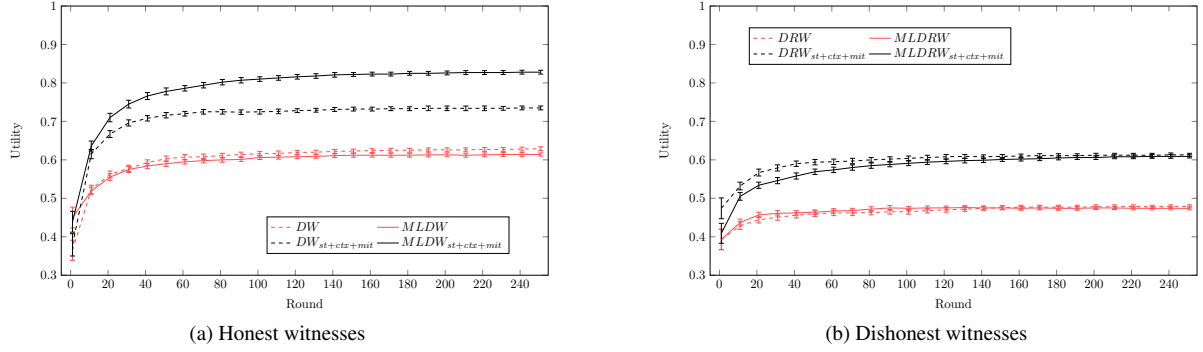 1
0.9
0.8
0.7
0.6
0.5
0.4
0.3
Utility
0 20 40 60 80 100 120 140 160 180 200 220 240
Round
DW MLDW
DW_{st+ctx+mit} MLDW_{st+ctx+mit}
(a) Honest witnesses
1
0.9
0.8
0.7
0.6
0.5
0.4
0.3
Utility
0 20 40 60 80 100 120 140 160 180 200 220 240
Round
DRW MLDRW
DRW_{st+ctx+mit} MLDRW_{st+ctx+mit}
(b) Dishonest witnesses